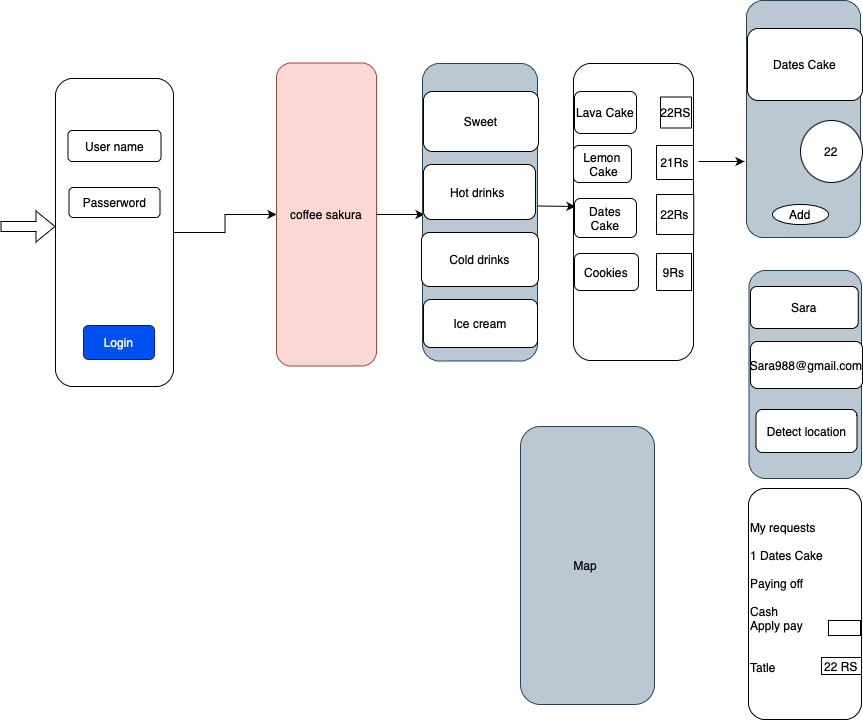 User name
Passerword
Login
coffee sakura
Sweet
Hot drinks
Cold drinks
Ice cream
Lava Cake
22RS
Lemon
Cake
21Rs
Dates
Cake
22Rs
Cookies
9Rs
Dates Cake
22
Add
Sara
Sara988@gmail.com
Detect location
Map
My requests
1 Dates Cake
Paying off
Cash
Apply pay
Tatle
22 RS